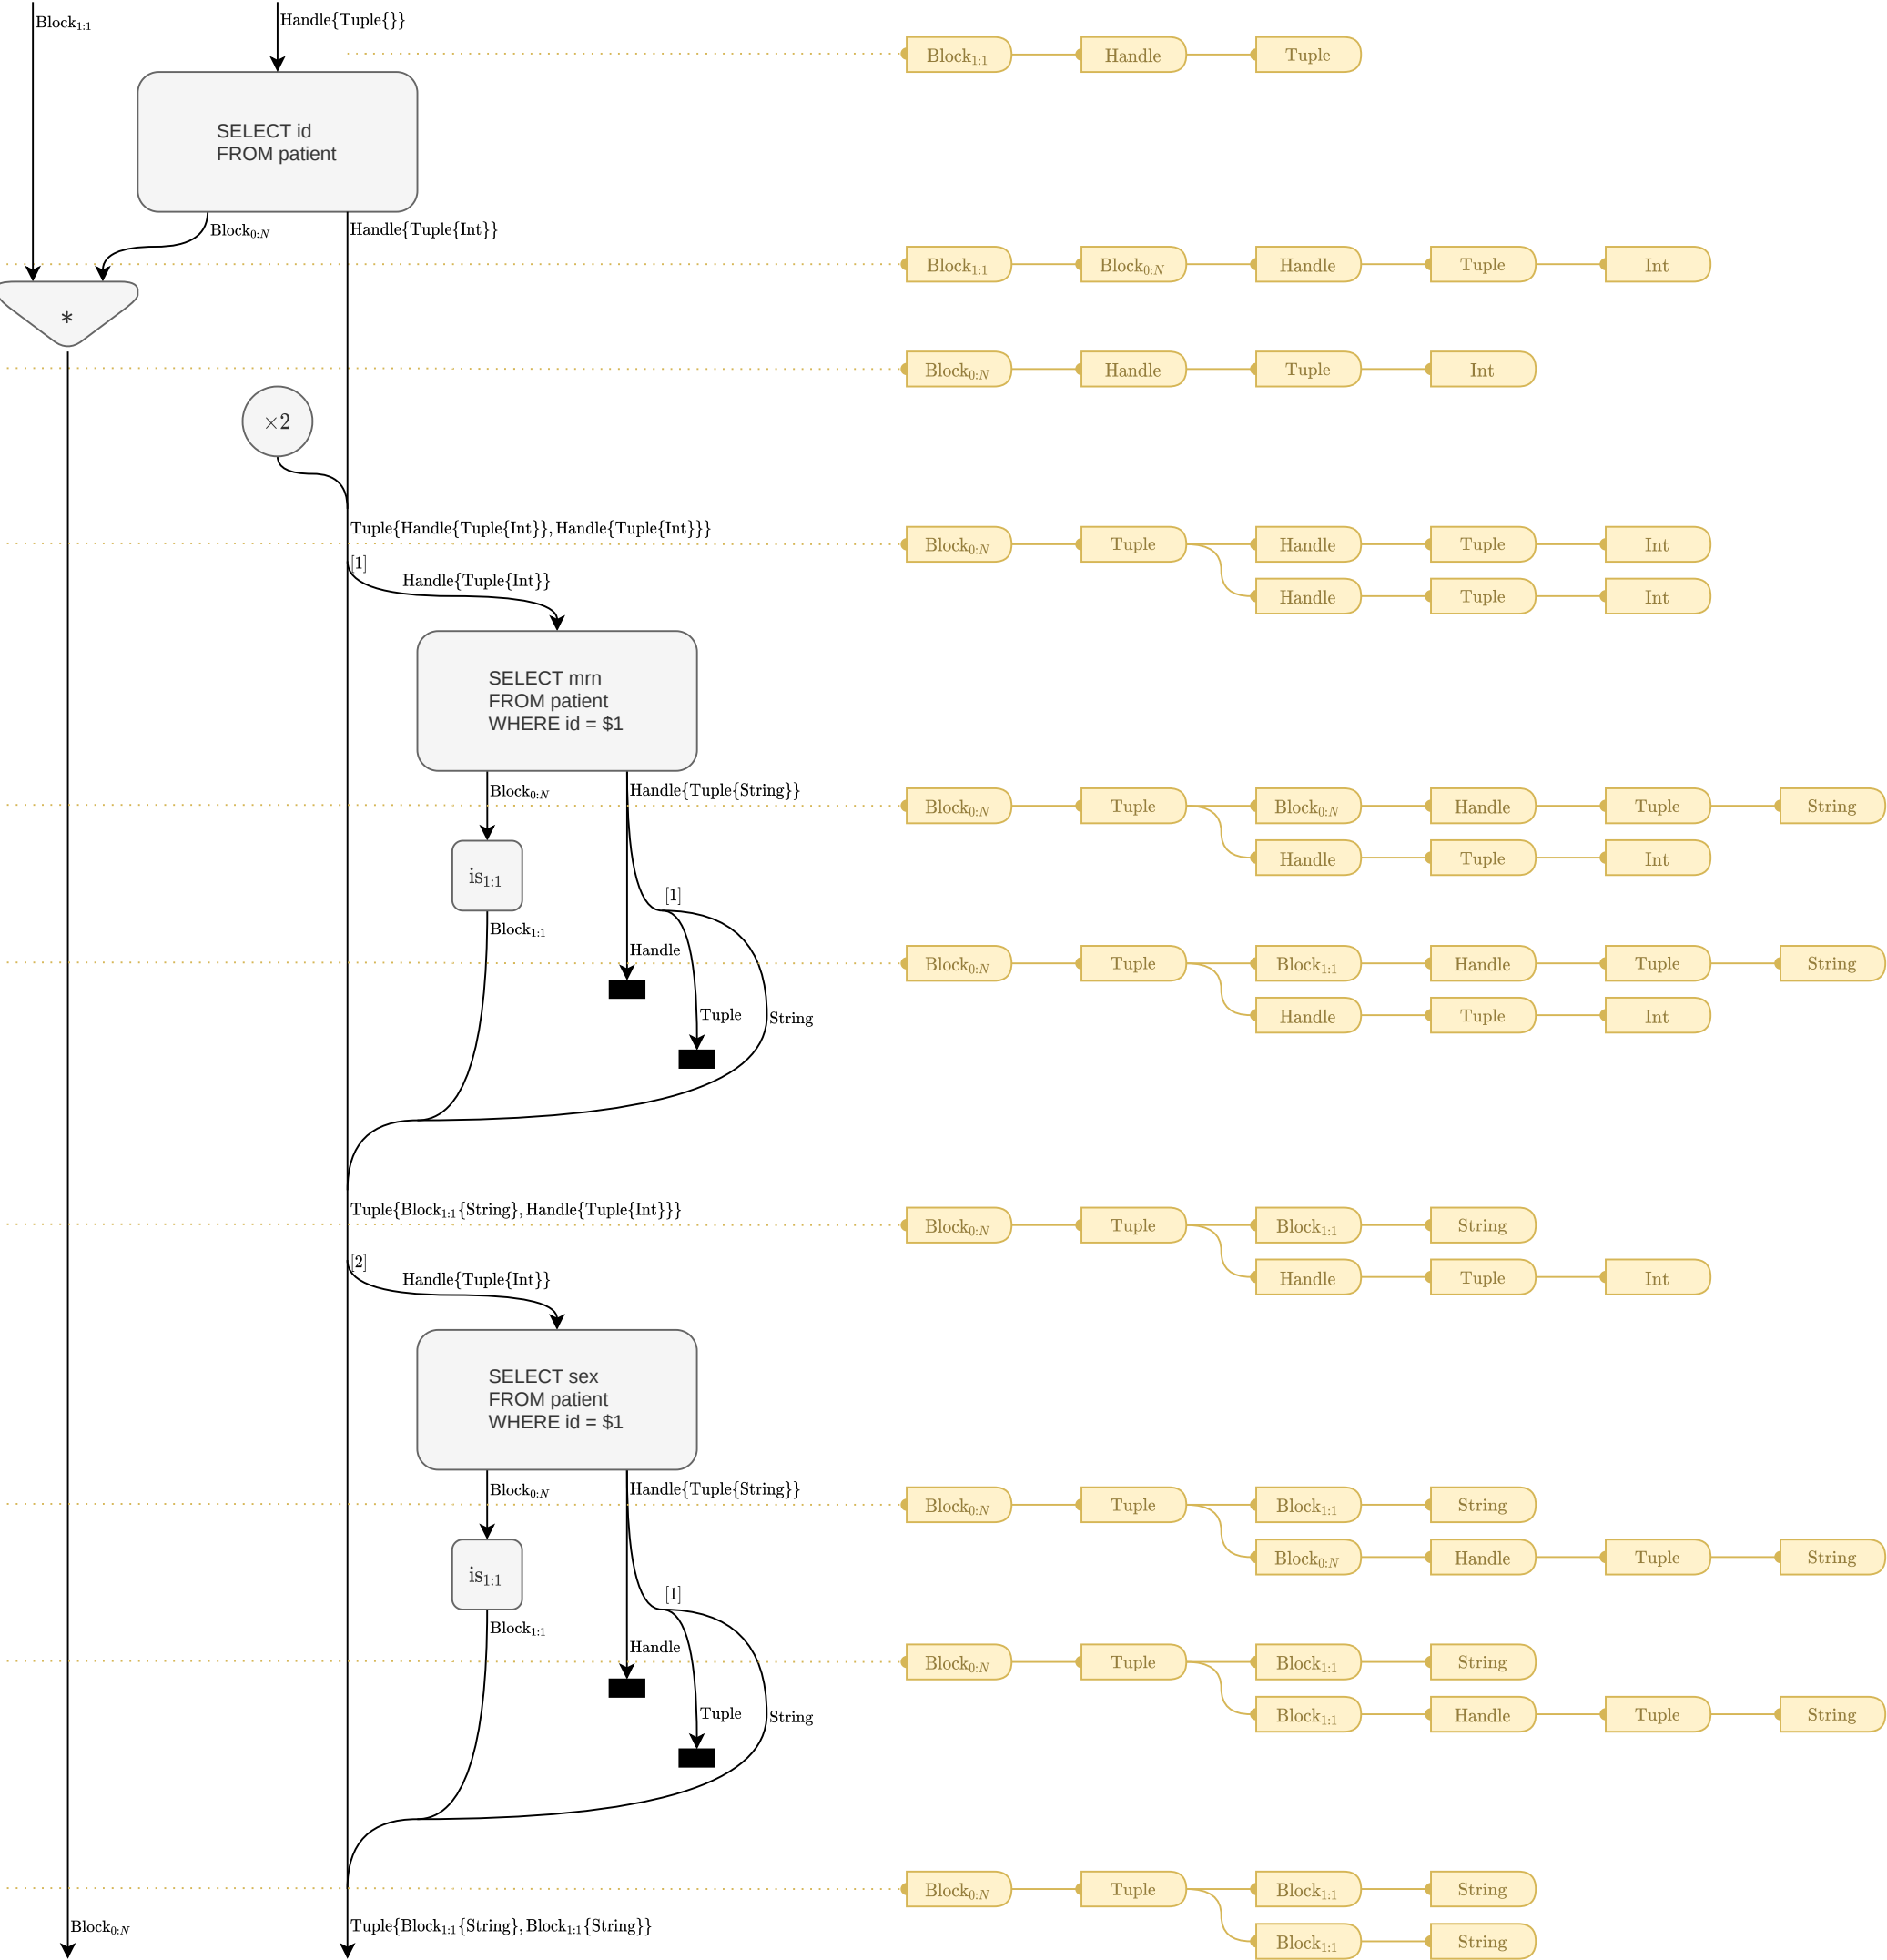 Block1:1
Handle{Tuple{}}
Block1:1 Handle Tuple
SELECT id
FROM patient
Block0:N
Handle{Tuple{Int}}
Block1:1 Block0:N Handle Tuple Int
*
Block0:N Handle Tuple Int
×2
Tuple{Handle{Tuple{Int}}, Handle{Tuple{Int}}}
Block0:N Tuple Handle Tuple Int
[1]
Handle{Tuple{Int}}
Handle Tuple Int
SELECT mrn
FROM patient
WHERE id = $1
Block0:N
Handle{Tuple{String}}
Block0:N Tuple Block0:N Handle Tuple String
Handle Tuple Int
is1:1
[1]
Block1:1
Handle
Block0:N Tuple Block1:1 Handle Tuple String
Tuple
String
Handle Tuple Int
Tuple{Block1:1{String}, Handle{Tuple{Int}}}
Block0:N Tuple Block1:1 String
[2]
Handle{Tuple{Int}}
Handle Tuple Int
SELECT sex
FROM patient
WHERE id = $1
Block0:N
Handle{Tuple{String}}
Block0:N Tuple Block1:1 String
Block0:N Handle Tuple String
is1:1
[1]
Block1:1
Handle
Block0:N Tuple Block1:1 String
Tuple
String
Block1:1 Handle Tuple String
Block0:N Tuple Block1:1 String
Block0:N
Tuple{Block1:1{String}, Block1:1{String}}
Block1:1 String